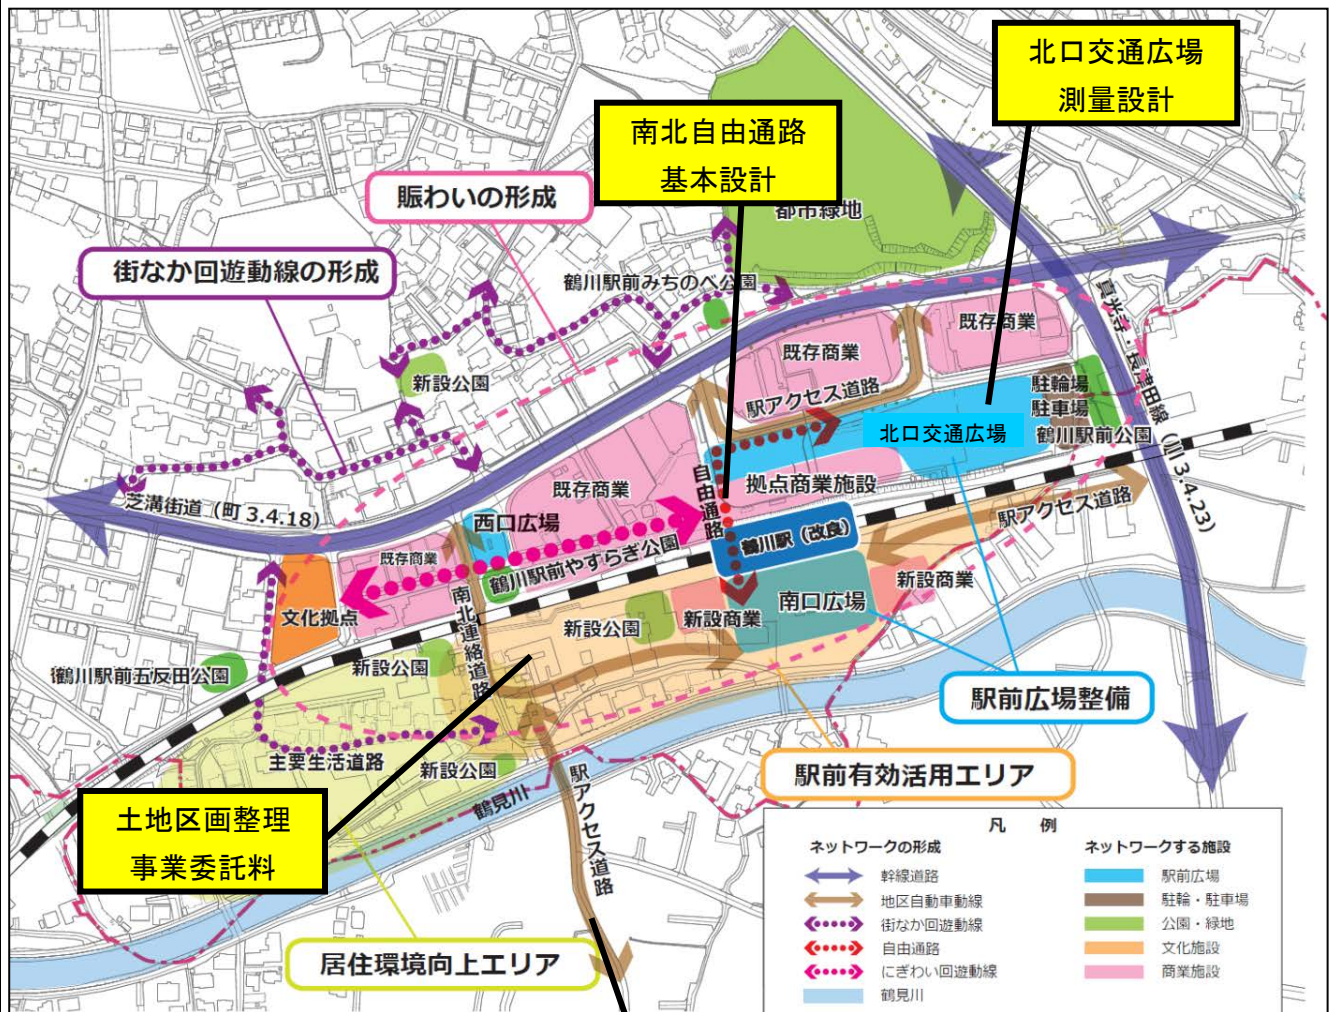 北口交通広場
測量設計
南北自由通路
基本設計
都市緑地
賑わいの形成
街なか回遊動線の形成
鶴川駅前みちのべ公園
新設公園
既存商業
既存商業
駅アクセス道路
駐輪場
駐車場
鶴川駅前公園
北口交通広場
真光寺・長津田線（町3.4.23）
芝溝街道（町 3.4.18）
既存商業
西口広場
既存商業
自由通路
拠点商業施設
鶴川駅（改良）
駅アクセス道路
鶴川駅前やすらぎ公園
文化拠点
南北連絡道路
新設公園
新設商業
南口広場
新設商業
鶴川駅前五反田公園
新設公園
主要生活道路
新設公園
鶴見川
駅アクセス道路
駅前広場整備
駅前有効活用エリア
土地区画整理
事業委託料
居住環境向上エリア
凡　例
ネットワークの形成
幹線道路
地区自動車動線
街なか回遊動線
自由通路
にぎわい回遊動線
鶴見川
ネットワークする施設
駅前広場
駐輪・駐車場
公園・緑地
文化施設
商業施設